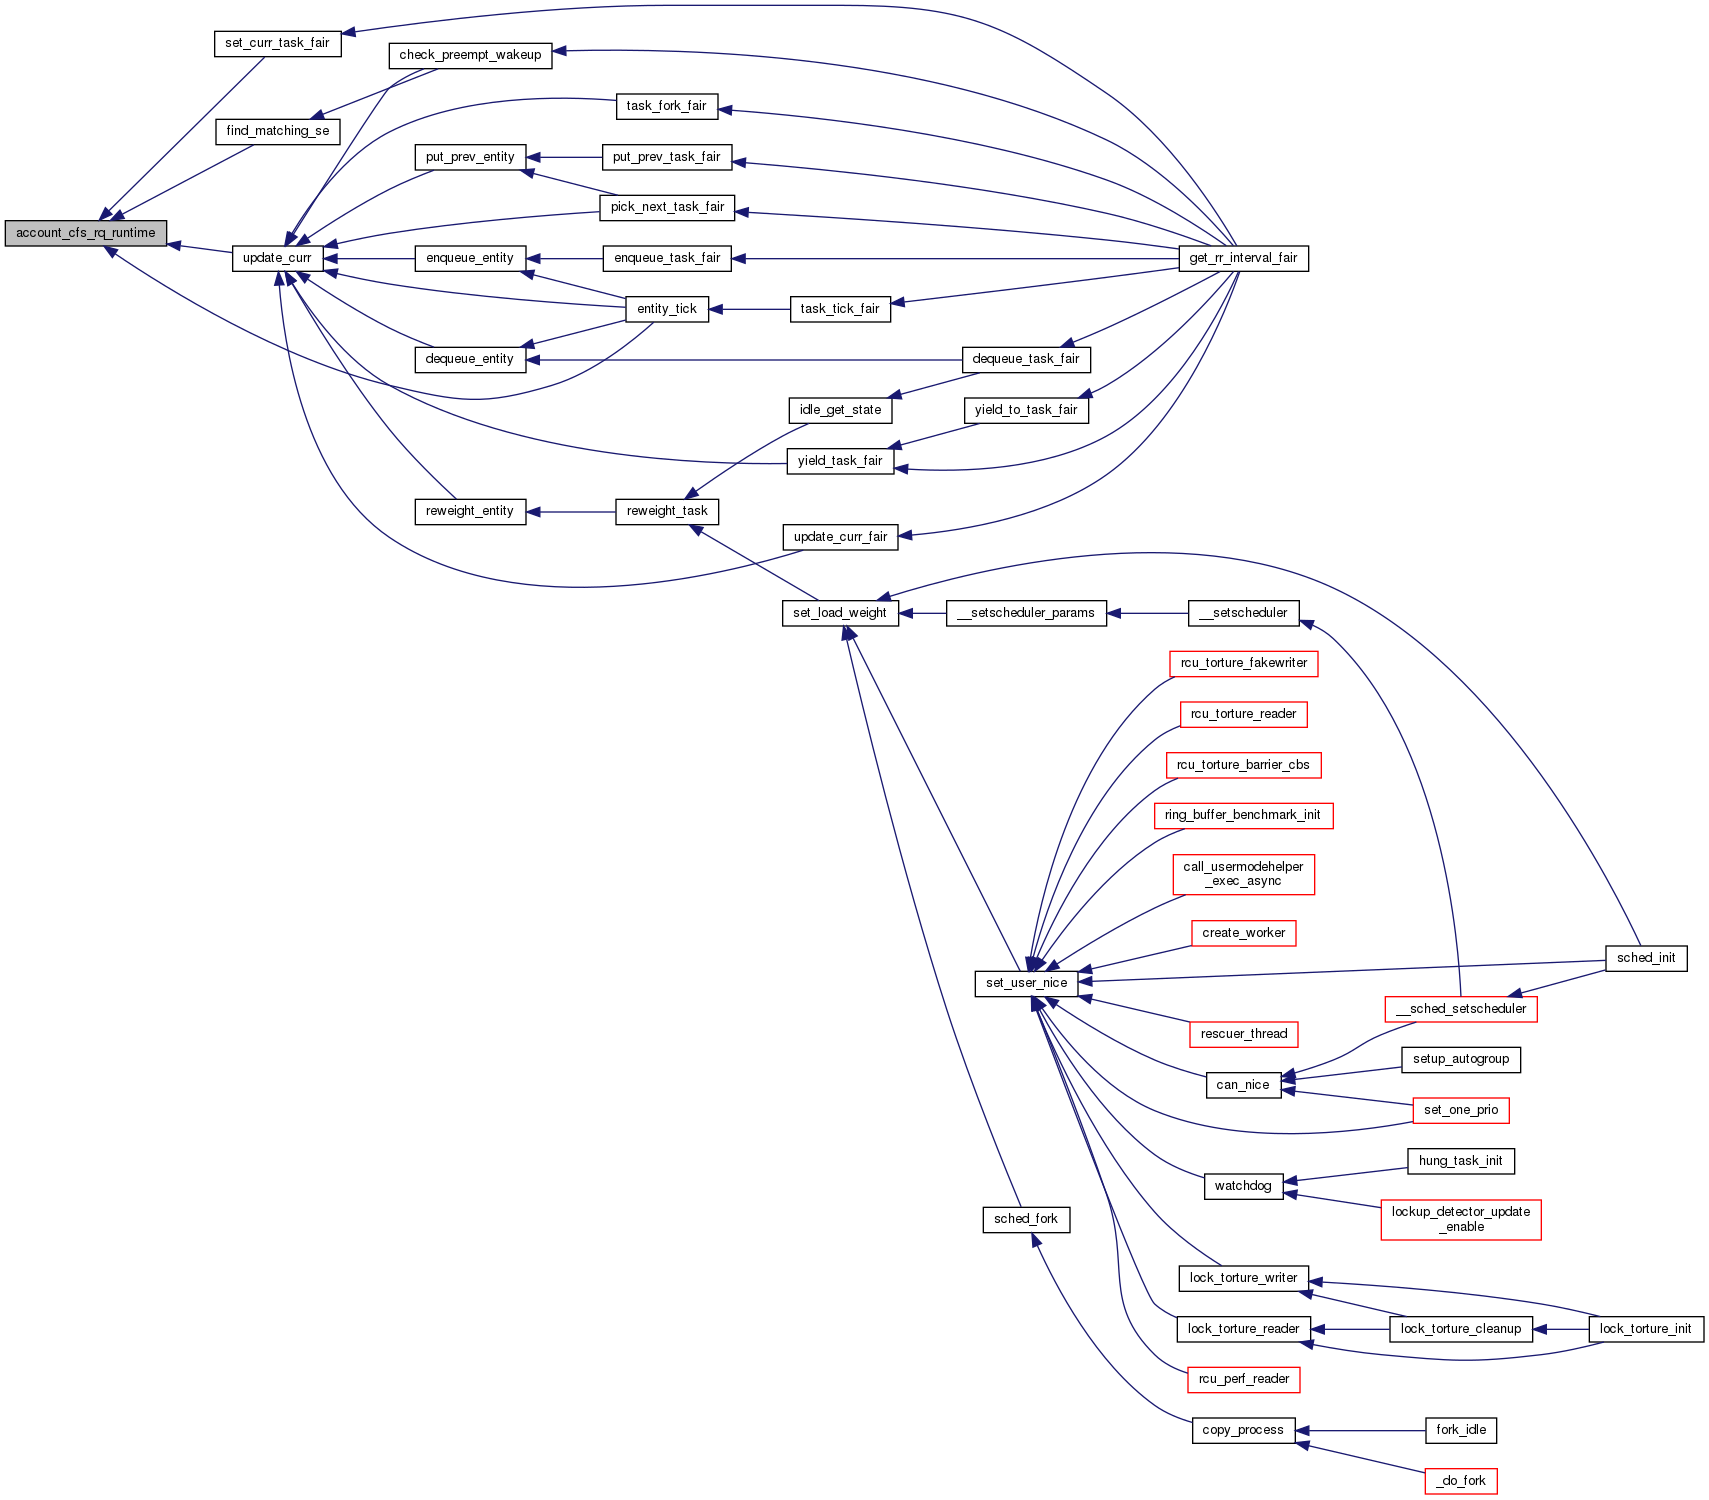 set_curr_task_fair
check_preempt_wakeup
task_fork_fair
find_matching_se
put_prev_entity
put_prev_task_fair
pick_next_task_fair
account_cfs_rq_runtime
update_curr
enqueue_entity
enqueue_task_fair
get_rr_interval_fair
entity_tick
task_tick_fair
dequeue_entity
dequeue_task_fair
idle_get_state
yield_to_task_fair
yield_task_fair
reweight_entity
reweight_task
update_curr_fair
set_load_weight
__setscheduler_params
__setscheduler
rcu_torture_fakewriter
rcu_torture_reader
rcu_torture_barrier_cbs
ring_buffer_benchmark_init
call_usermodehelper
_exec_async
create_worker
sched_init
set_user_nice
__sched_setscheduler
rescuer_thread
setup_autogroup
can_nice
set_one_prio
hung_task_init
watchdog
lockup_detector_update
_enable
sched_fork
lock_torture_writer
lock_torture_reader
lock_torture_cleanup
lock_torture_init
rcu_perf_reader
copy_process
fork_idle
_do_fork